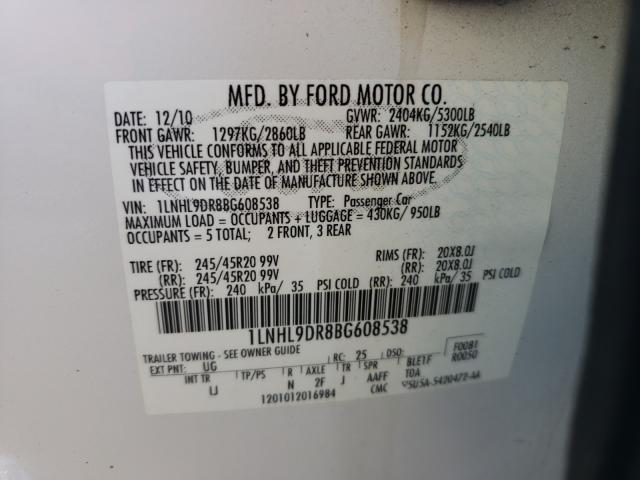 MFD. BY FORD MOTOR CO.
DATE: 12/10 GVWR: 2404KG/5300LB
FRONT GAWR: 1297KG/2860LB REAR GAWR: 1152KG/2540LB
THIS VEHICLE CONFORMS TO ALL APPLICABLE FEDERAL MOTOR
VEHICLE SAFETY, BUMPER, AND THEFT PREVENTION STANDARDS
IN EFFECT ON THE DATE OF MANUFACTURE SHOWN ABOVE.
VIN: 1LNHL9DR8BG608538 TYPE: Passenger Car
MAXIMUM LOAD = OCCUPANTS + LUGGAGE = 430KG/ 950LB
OCCUPANTS = 5 TOTAL; 2 FRONT, 3 REAR
TIRE (FR): 245/45R20 99V RIMS (FR): 20X8.0J
(RR): 245/45R20 99V (RR): 20X8.0J
PRESSURE (FR): 240 kPa/ 35 PSI COLD (RR): 240 kPa/ 35 PSI COLD
1LNHL9DR8BG608538
TRAILER TOWING - SEE OWNER GUIDE F0081
EXT PNT: UG RC: 25 DSO: R0050
INT TR TP/PS R AXLE TR SPR BLE1F
IJ N 2F J AAFF TOA
1201012016984 CMC 5U5A-5420472-AA